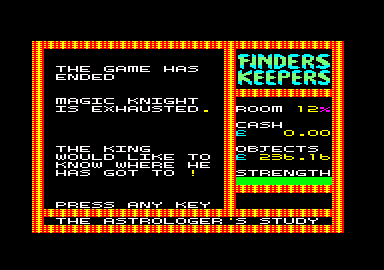 THE GAME HAS
ENDED
MAGIC KNIGHT
IS EXHAUSTED.
THE KING
WOULD LIKE TO
KNOW WHERE HE
HAS GOT TO !
PRESS ANY KEY
FINDERS
KEEPERS
ROOM 12%
CASH
£ 0.00
OBJECTS
£ 236.16
STRENGTH
THE ASTROLOGER'S STUDY